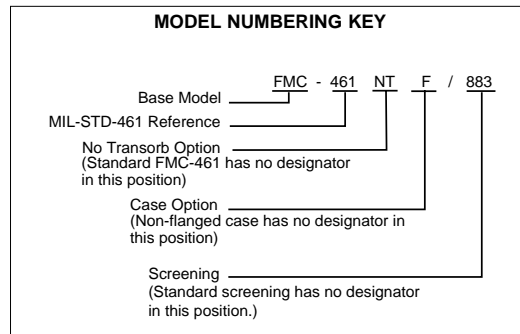 MODEL NUMBERING KEY
FMC - 461 NT F / 883
Base Model
MIL-STD-461 Reference
No Transorb Option
(Standard FMC-461 has no designator
in this position)
Case Option
(Non-flanged case has no designator in
this position)
Screening
(Standard screening has no designator
in this position.)